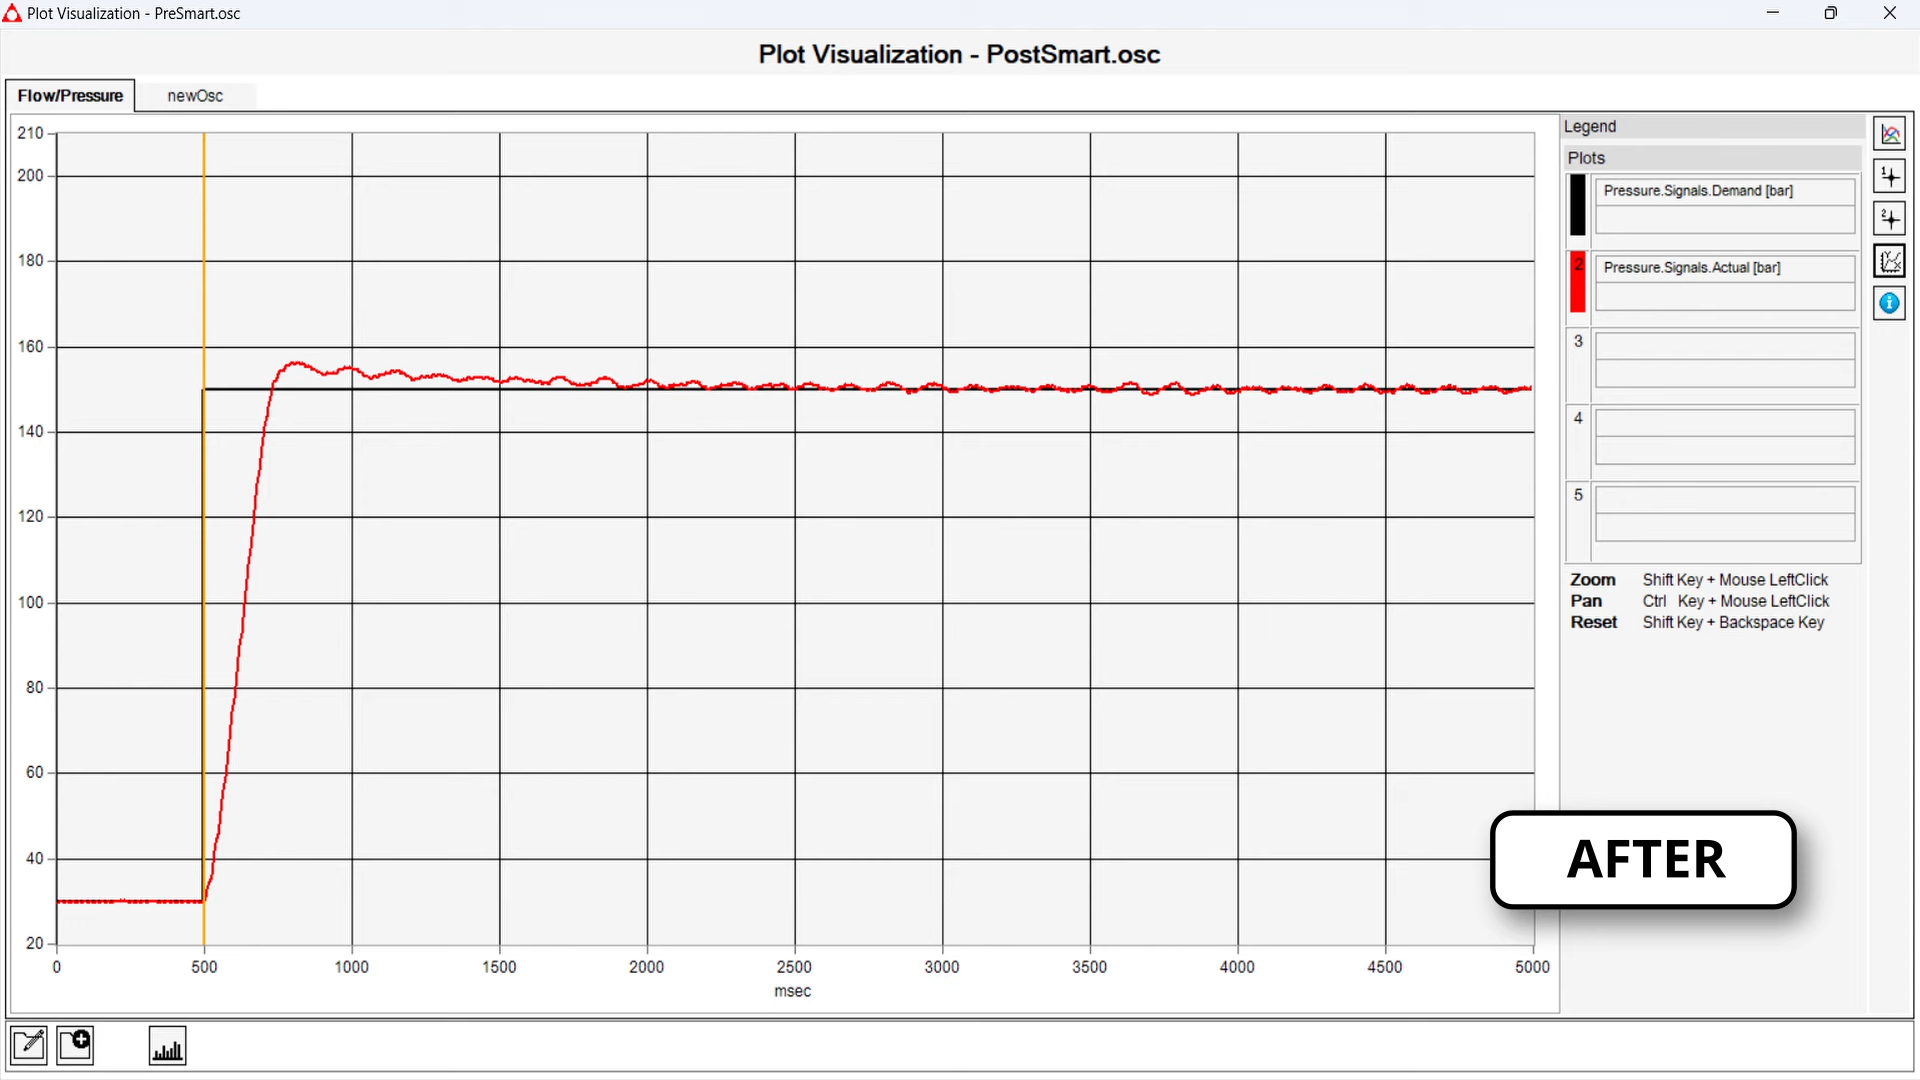 Plot Visualization - PreSmart.osc
Plot Visualization - PostSmart.osc
Flow/Pressure
newOsc
210
200
180
160
140
120
100
80
60
40
20
0
500
1000
1500
2000
2500
3000
3500
4000
4500
5000
msec
Legend
Plots
Pressure.Signals.Demand [bar]
2
Pressure.Signals.Actual [bar]
3
4
5
Zoom Shift Key + Mouse LeftClick
Pan Ctrl Key + Mouse LeftClick
Reset Shift Key + Backspace Key
1
2
i
AFTER